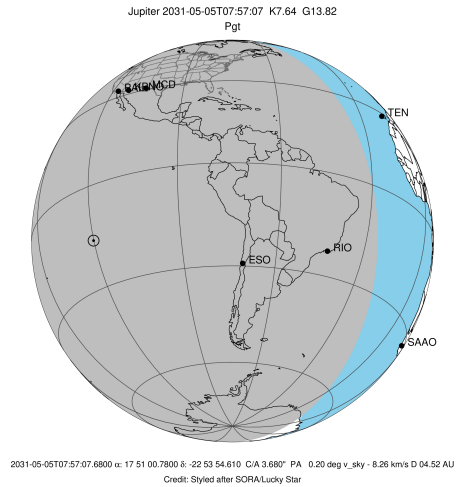 Jupiter 2031-05-05T07:57:07 K7.64 G13.82
Pgt
MCD
TEN
ESO
RIO
SAAO
2031-05-05T07:57:07.6800 α: 17 51 00.7800 δ: -22 53 54.610 C/A 3.680" PA 0.20 deg v_sky - 8.26 km/s D 04.52 AU
Credit: Styled after SORA/Lucky Star